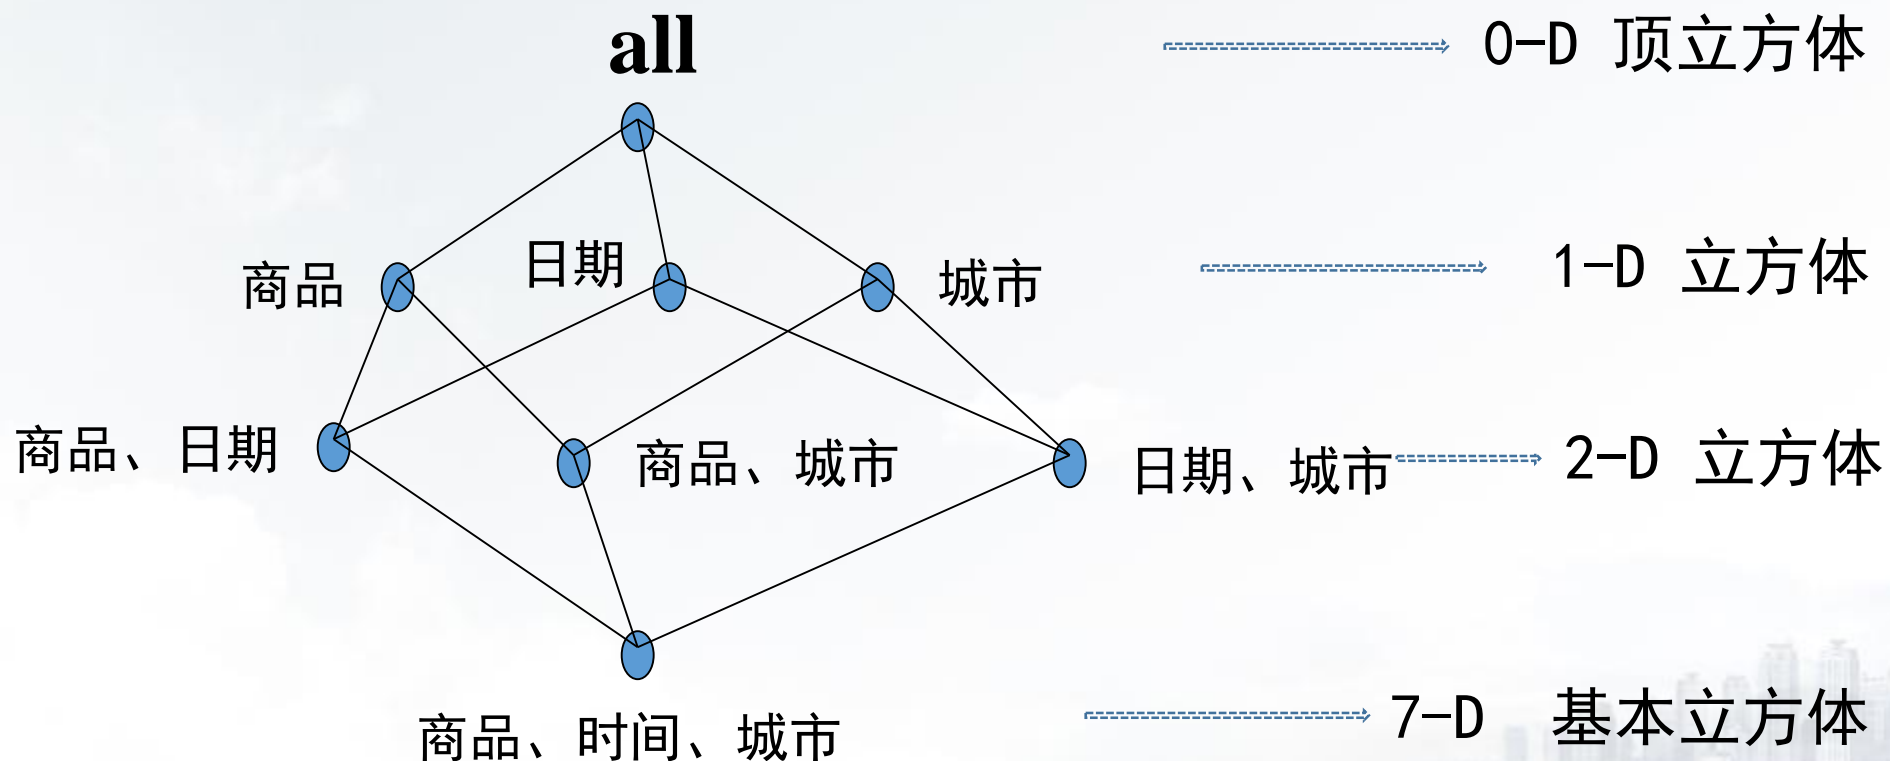 all
0-D 顶立方体
商品
日期
城市
1-D 立方体
商品、日期
商品、城市
日期、城市
2-D 立方体
商品、时间、城市
7-D 基本立方体